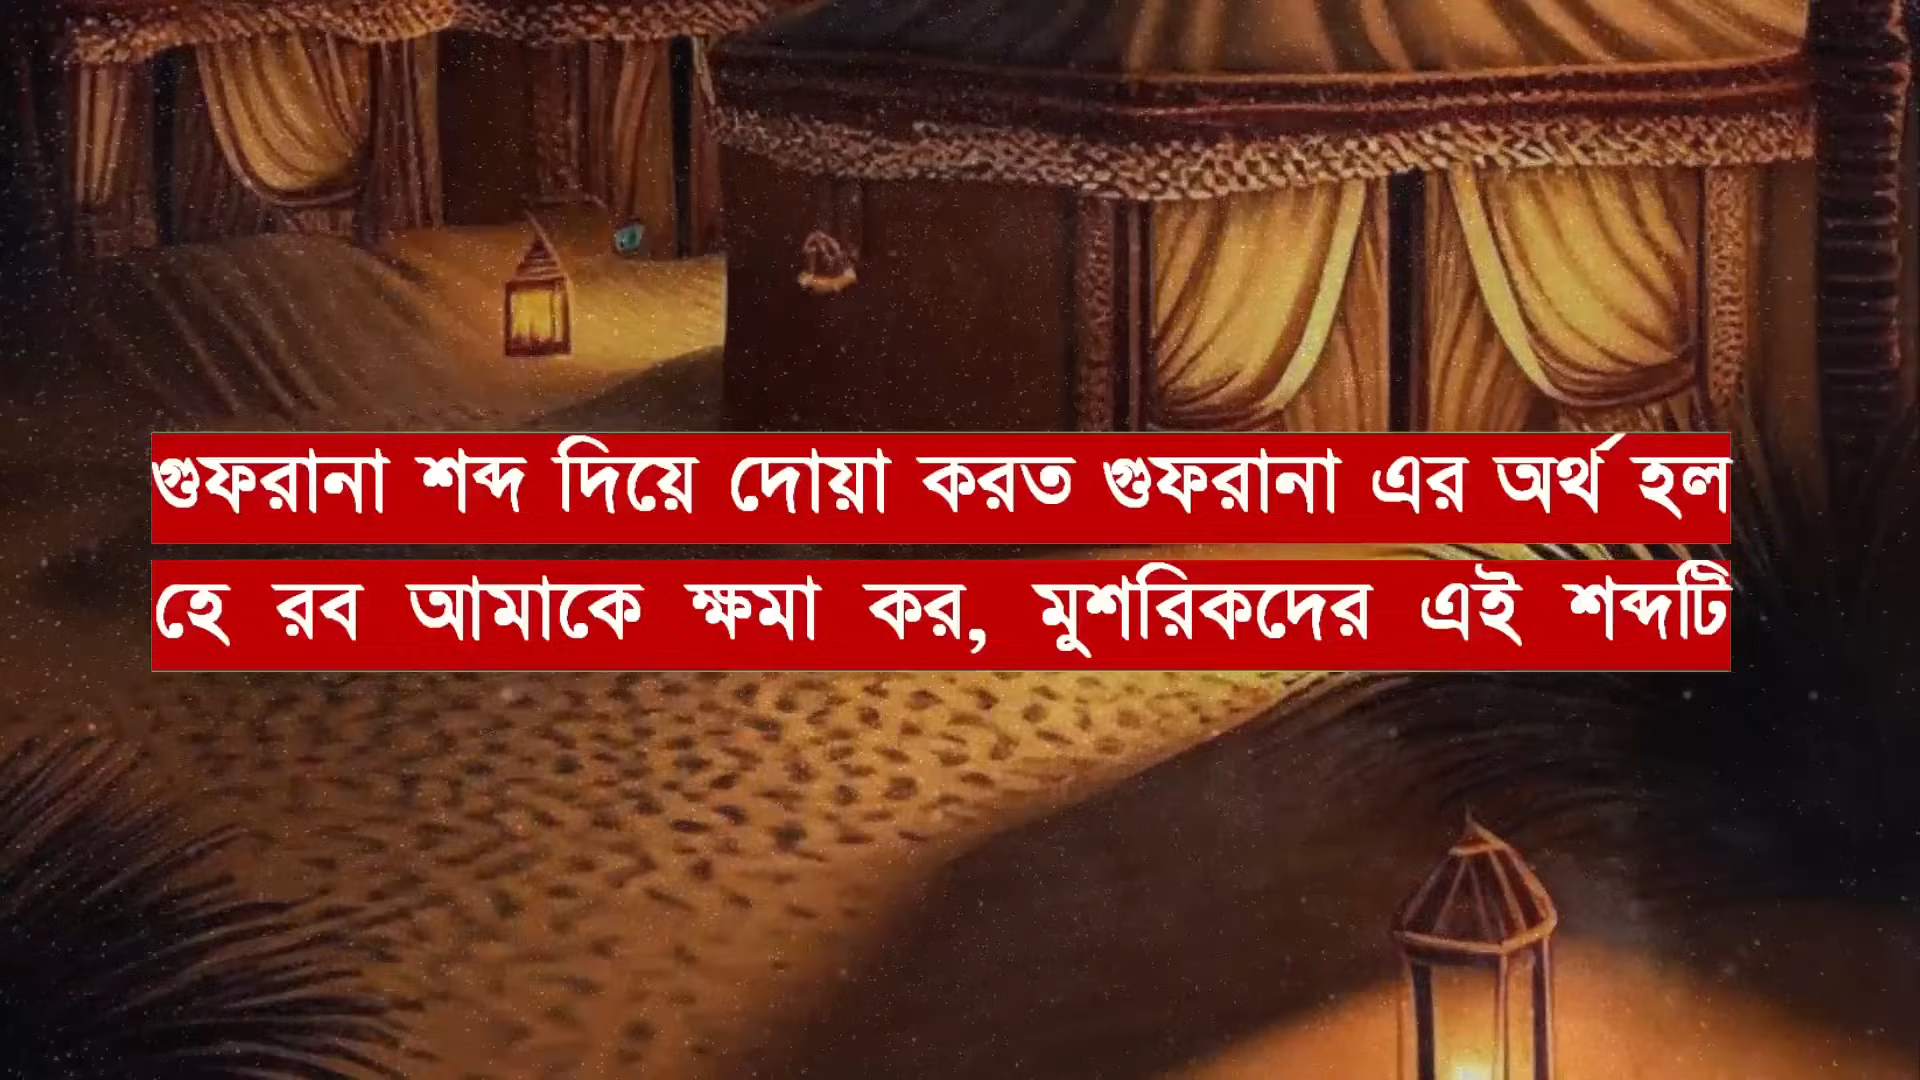 গুফরানা শব্দ দিয়ে দোয়া করত গুফরানা এর অর্থ হল
হে রব আমাকে ক্ষমা কর, মুশরিকদের এই শব্দটি